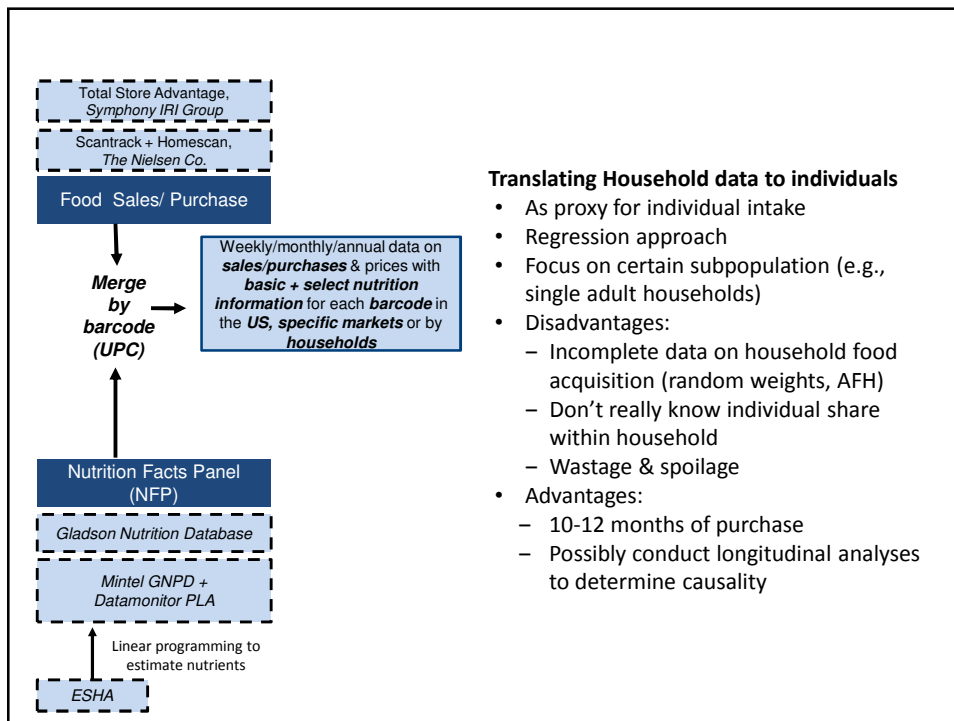 Total Store Advantage,
Symphony IRI Group
Scantrack + Homescan,
The Nielsen Co.
Food Sales/ Purchase
Merge
by
barcode
(UPC)
Weekly/monthly/annual data on
sales/purchases & prices with
basic + select nutrition
information for each barcode in
the US, specific markets or by
households
Nutrition Facts Panel
(NFP)
Gladson Nutrition Database
Mintel GNPD +
Datamonitor PLA
Linear programming to
estimate nutrients
ESHA
Translating Household data to individuals
• As proxy for individual intake
• Regression approach
• Focus on certain subpopulation (e.g.,
single adult households)
• Disadvantages:
– Incomplete data on household food
acquisition (random weights, AFH)
– Don’t really know individual share
within household
– Wastage & spoilage
• Advantages:
– 10-12 months of purchase
– Possibly conduct longitudinal analyses
to determine causality